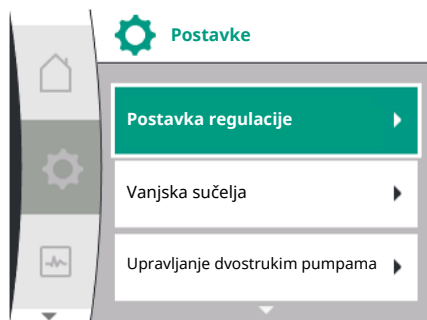 Postavke
Postavka regulacije
Vanjska sučelja
Upravljanje dvostrukim pumpama